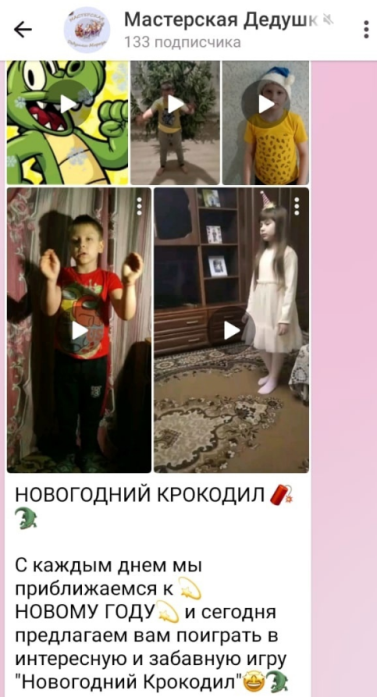 Мастерская Дедушк
133 подписчика
НОВОГОДНИЙ КРОКОДИЛ 🧨
🐊
С каждым днем мы
приближаемся к 💫
НОВОМУ ГОДУ💫 и сегодня
предлагаем вам поиграть в
интересную и забавную игру
"Новогодний Крокодил"🤩🐊